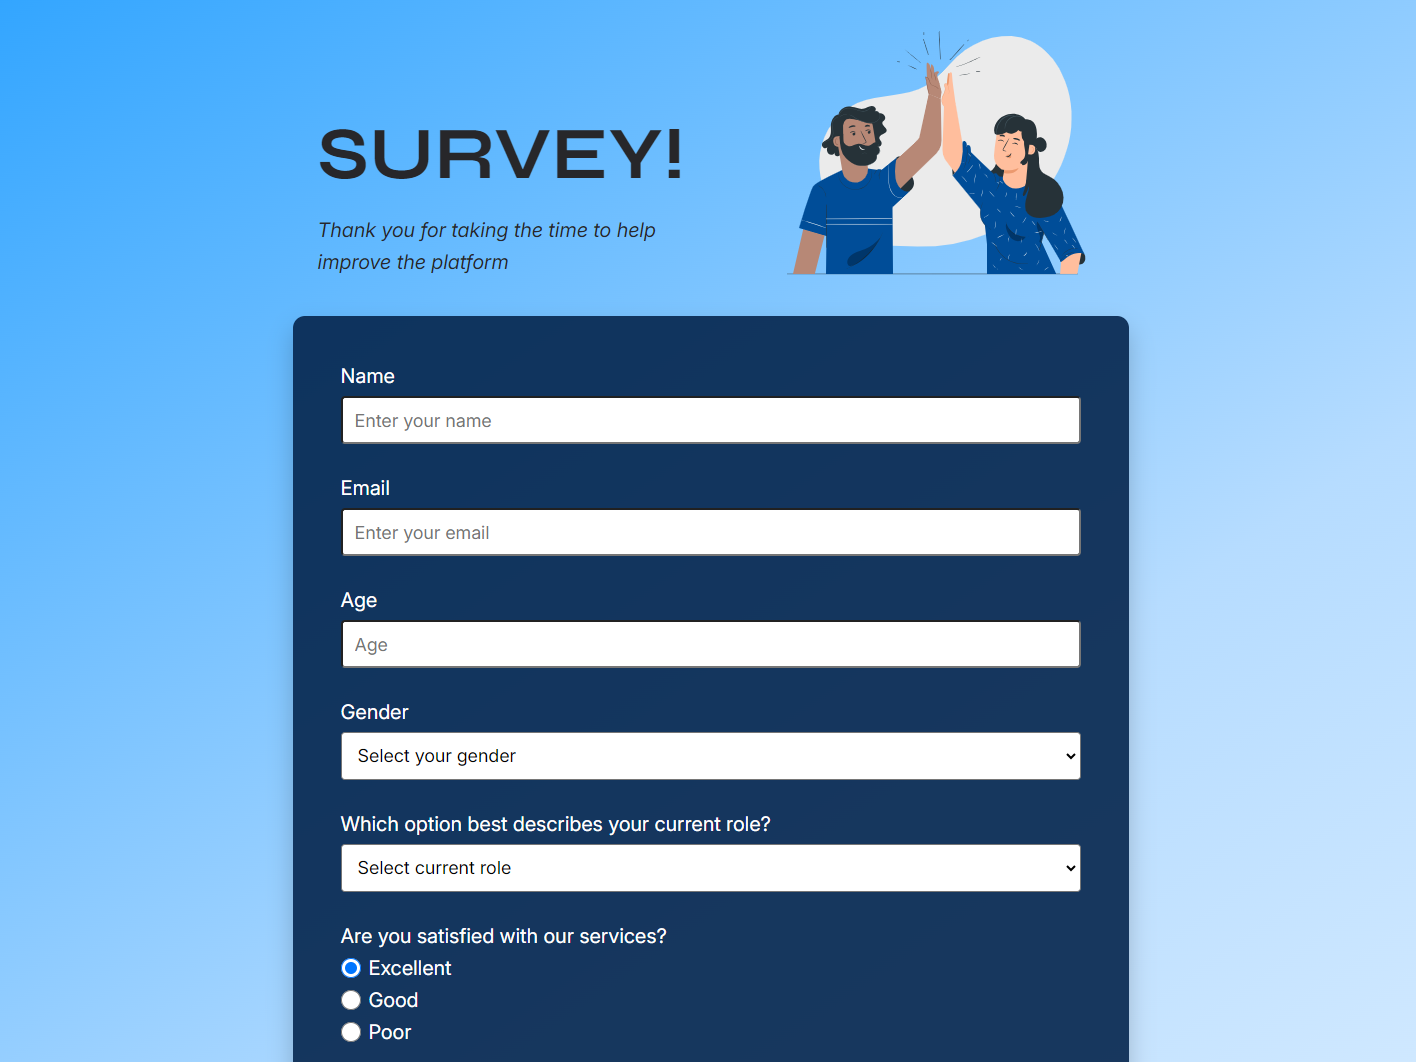 SURVEY!
Thank you for taking the time to help
improve the platform
Name
Enter your name
Email
Enter your email
Age
Age
Gender
Select your gender
Which option best describes your current role?
Select current role
Are you satisfied with our services?
Excellent
Good
Poor